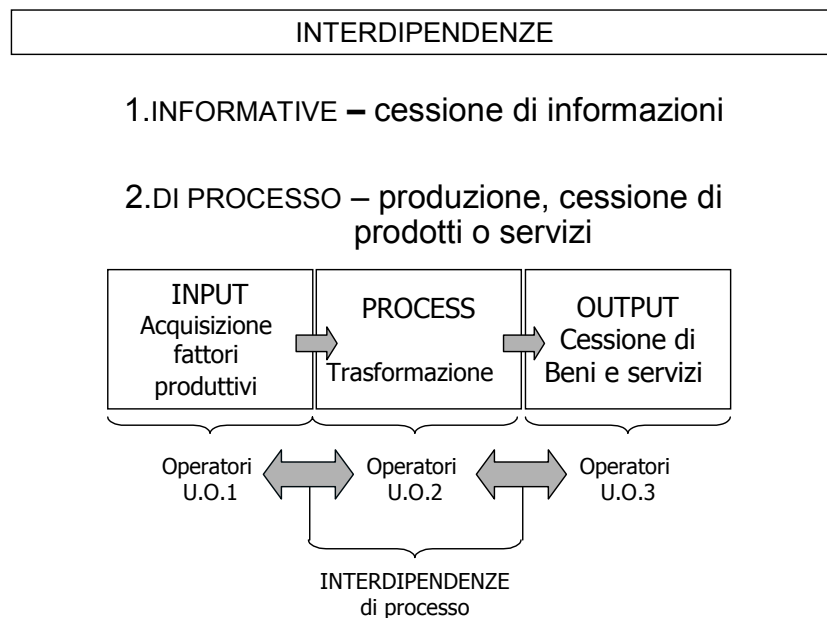 INTERDIPENDENZE
1.INFORMATIVE – cessione di informazioni
2.DI PROCESSO – produzione, cessione di
prodotti o servizi
INPUT
Acquisizione
fattori
produttivi
PROCESS
Trasformazione
OUTPUT
Cessione di
Beni e servizi
Operatori
U.O.1
Operatori
U.O.2
Operatori
U.O.3
INTERDIPENDENZE
di processo